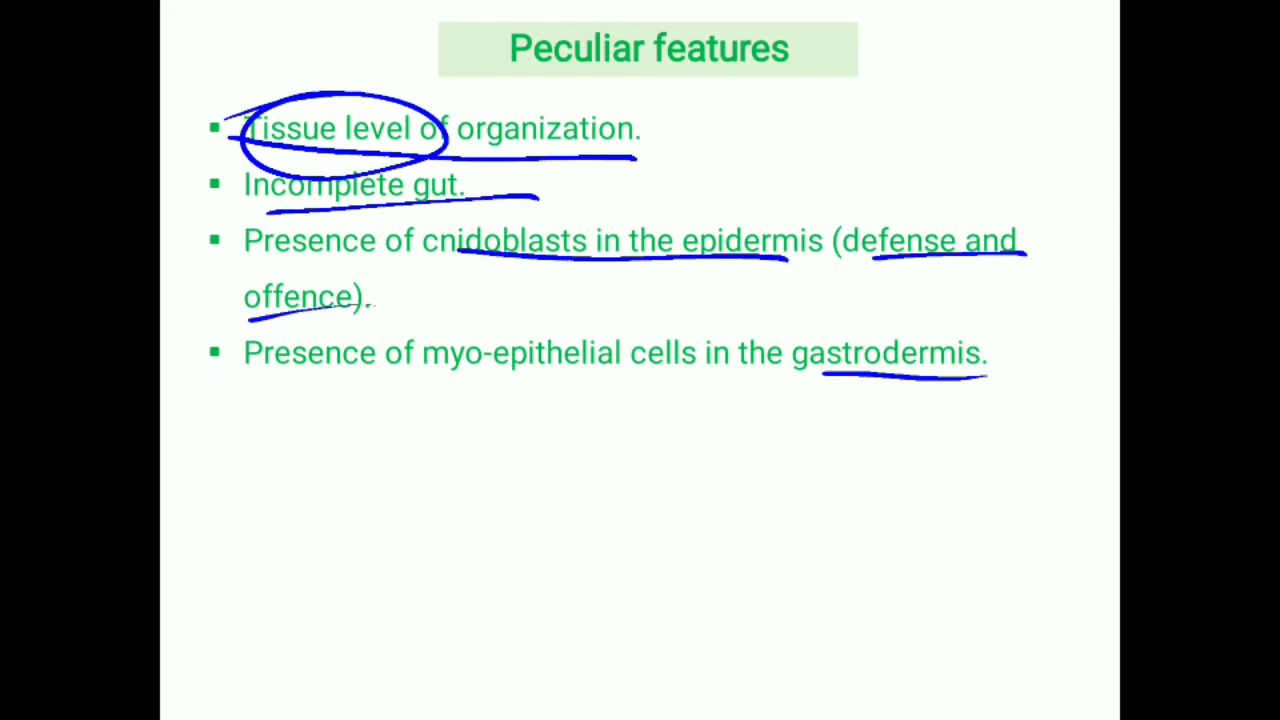 Peculiar features
▪ Tissue level of organization.
▪ Incomplete gut.
▪ Presence of cnidoblasts in the epidermis (defense and
offence).
▪ Presence of myo-epithelial cells in the gastrodermis.